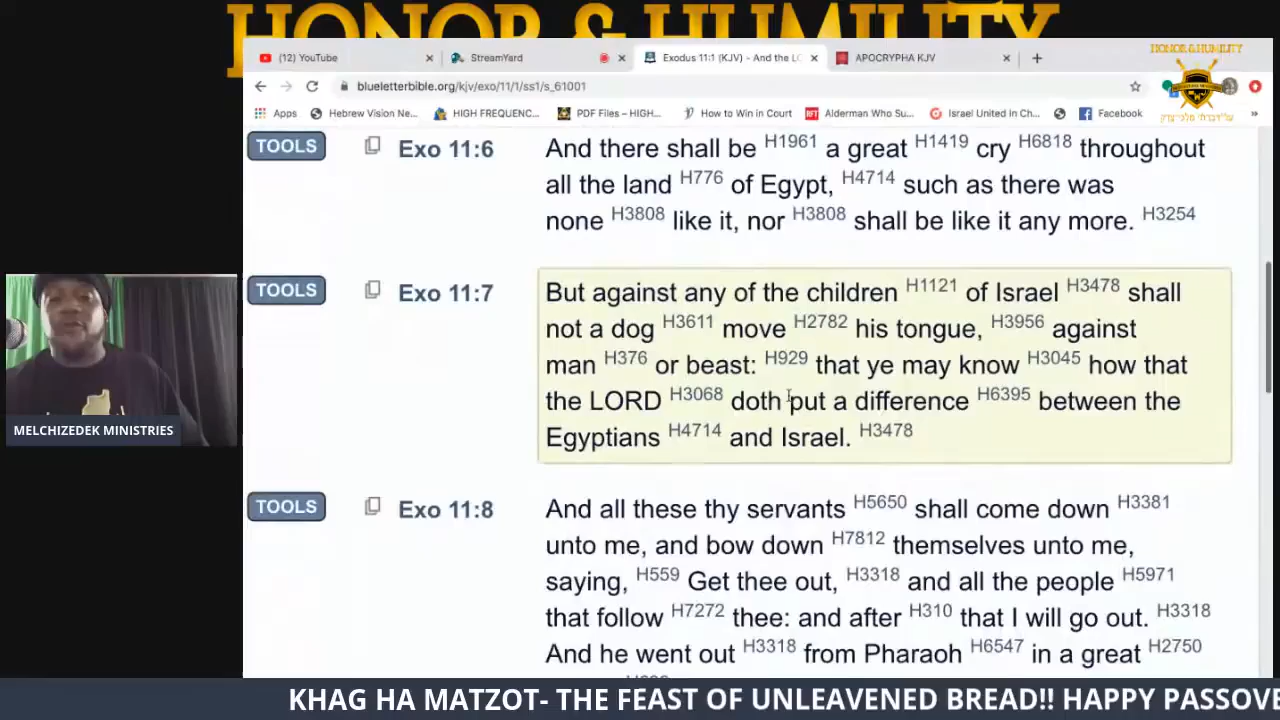 HONOR & HUMILITY
(12) YouTube
StreamYard
Exodus 11:1 (KJV) - And the LO
APOCRYPHA KJV
HONOR & HUMILITY
blueletterbible.org/kjv/exo/11/1/ss1/s_61001
Apps
Hebrew Vision Ne...
HIGH FREQUENC...
PDF Files – HIGH...
How to Win in Court
RFT
Alderman Who Su...
Israel United in Ch...
Facebook
»
TOOLS
Exo 11:6
And there shall be H1961 a great H1419 cry H6818 throughout
all the land H776 of Egypt, H4714 such as there was
none H3808 like it, nor H3808 shall be like it any more. H3254
TOOLS
Exo 11:7
But against any of the children H1121 of Israel H3478 shall
not a dog H3611 move H2782 his tongue, H3956 against
man H376 or beast: H929 that ye may know H3045 how that
the LORD H3068 doth put a difference H6395 between the
Egyptians H4714 and Israel. H3478
TOOLS
Exo 11:8
And all these thy servants H5650 shall come down H3381
unto me, and bow down H7812 themselves unto me,
saying, H559 Get thee out, H3318 and all the people H5971
that follow H7272 thee: and after H310 that I will go out. H3318
And he went out H3318 from Pharaoh H6547 in a great H2750
MELCHIZEDEK MINISTRIES
KHAG HA MATZOT- THE FEAST OF UNLEAVENED BREAD!! HAPPY PASSOVE